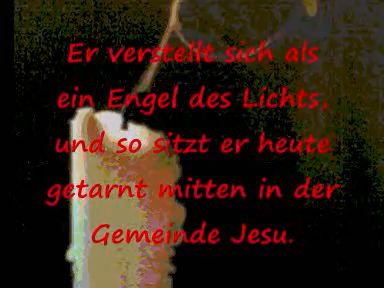 Er verstellt sich als
ein Engel des Lichts,
und so sitzt er heute
getarnt mitten in der
Gemeinde Jesu.